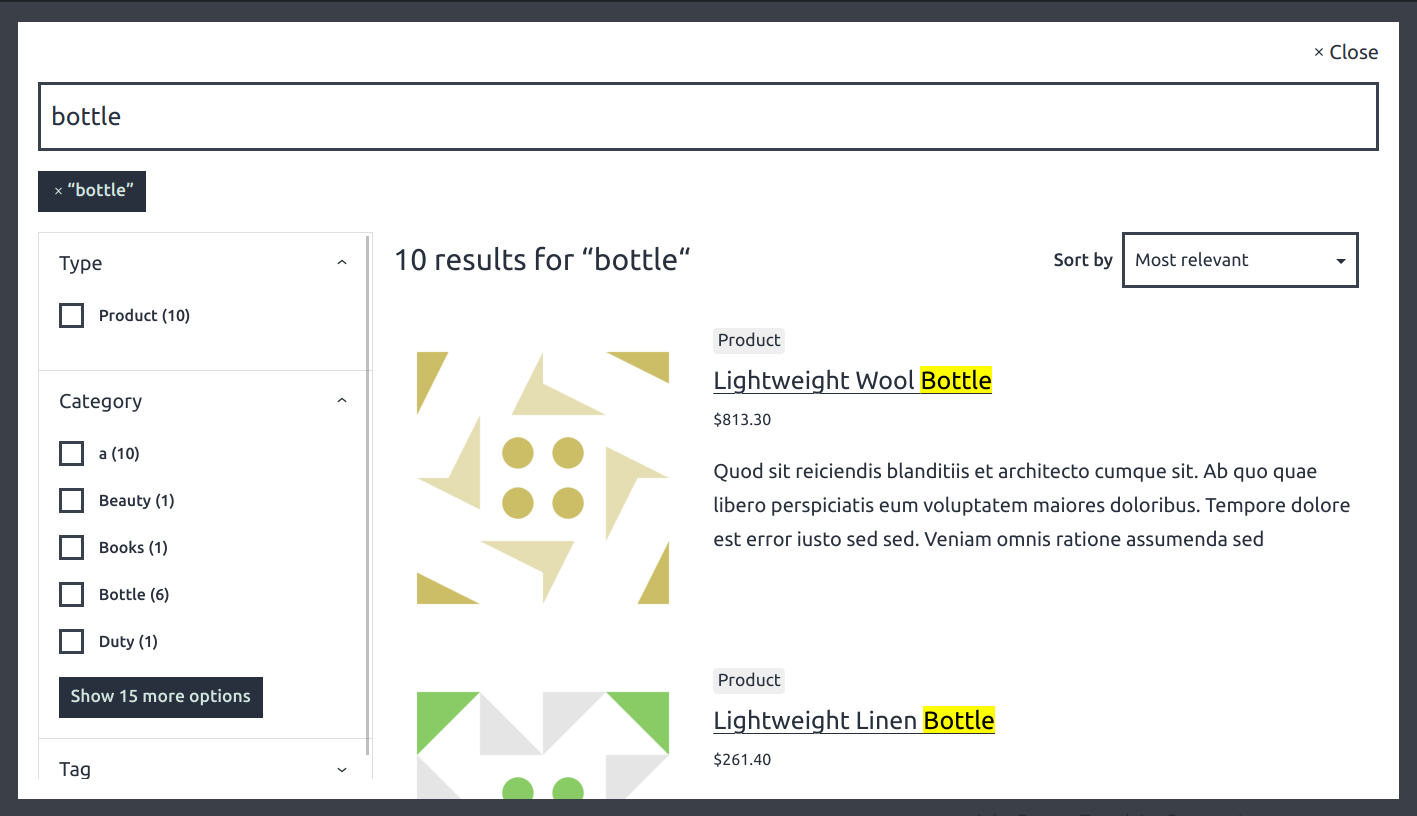 × Close
bottle
× “bottle”
Type
Product (10)
Category
a (10)
Beauty (1)
Books (1)
Bottle (6)
Duty (1)
Show 15 more options
Tag
10 results for “bottle“
Sort by
Most relevant
Product
Lightweight Wool Bottle
$813.30
Quod sit reiciendis blanditiis et architecto cumque sit. Ab quo quae
libero perspiciatis eum voluptatem maiores doloribus. Tempore dolore
est error iusto sed sed. Veniam omnis ratione assumenda sed
Product
Lightweight Linen Bottle
$261.40